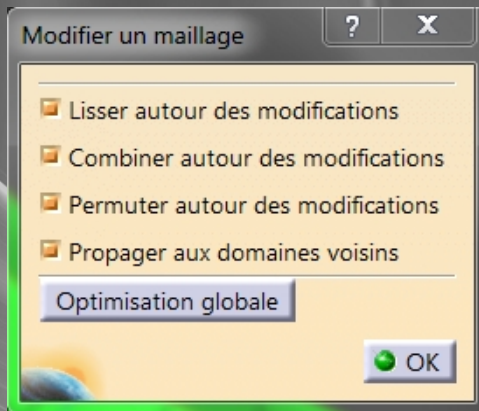 Modifier un maillage
? X
Lisser autour des modifications
Combiner autour des modifications
Permuter autour des modifications
Propager aux domaines voisins
Optimisation globale
OK